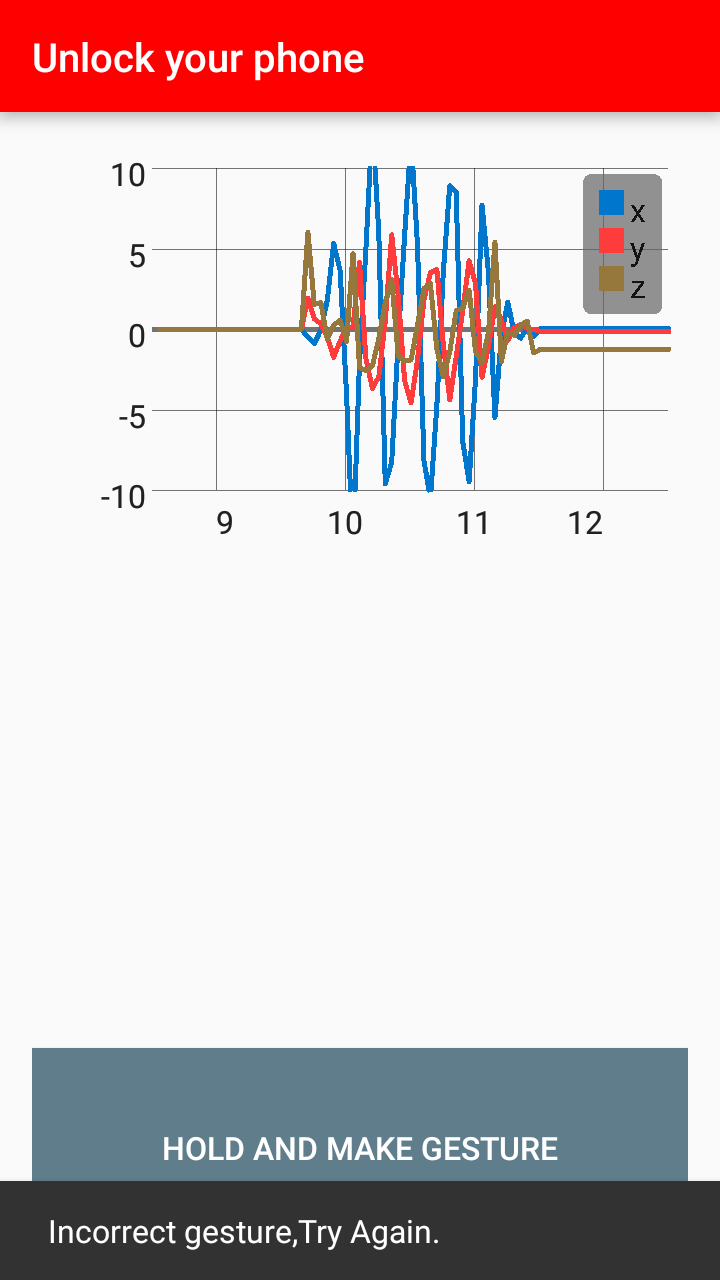 Unlock your phone
10
5
0
-5
-10
x
y
z
9 10 11 12
HOLD AND MAKE GESTURE
Incorrect gesture,Try Again.